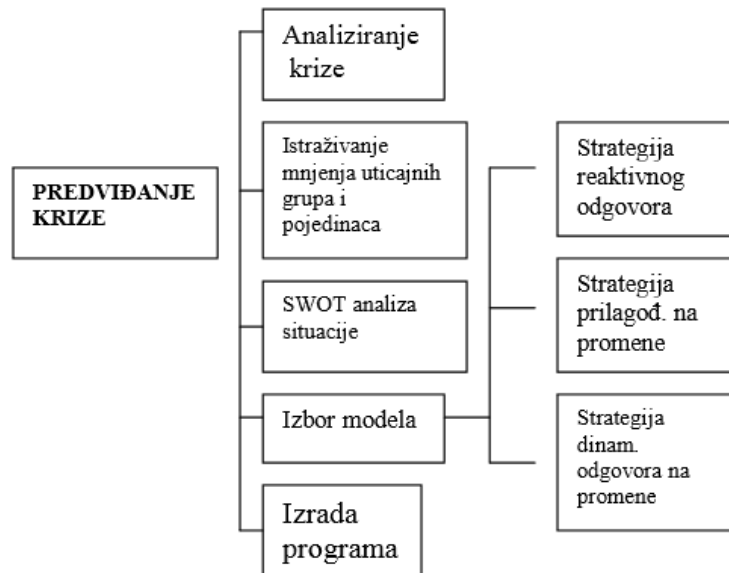 PREDVIĐANJE
KRIZE
Analiziranje
krize
Istraživanje
mnjenja uticajnih
grupa i
pojedinaca
SWOT analiza
situacije
Izbor modela
Izrada
programa
Strategija
reaktivnog
odgovora
Strategija
prilagođ. na
promene
Strategija
dinam.
odgovora na
promene